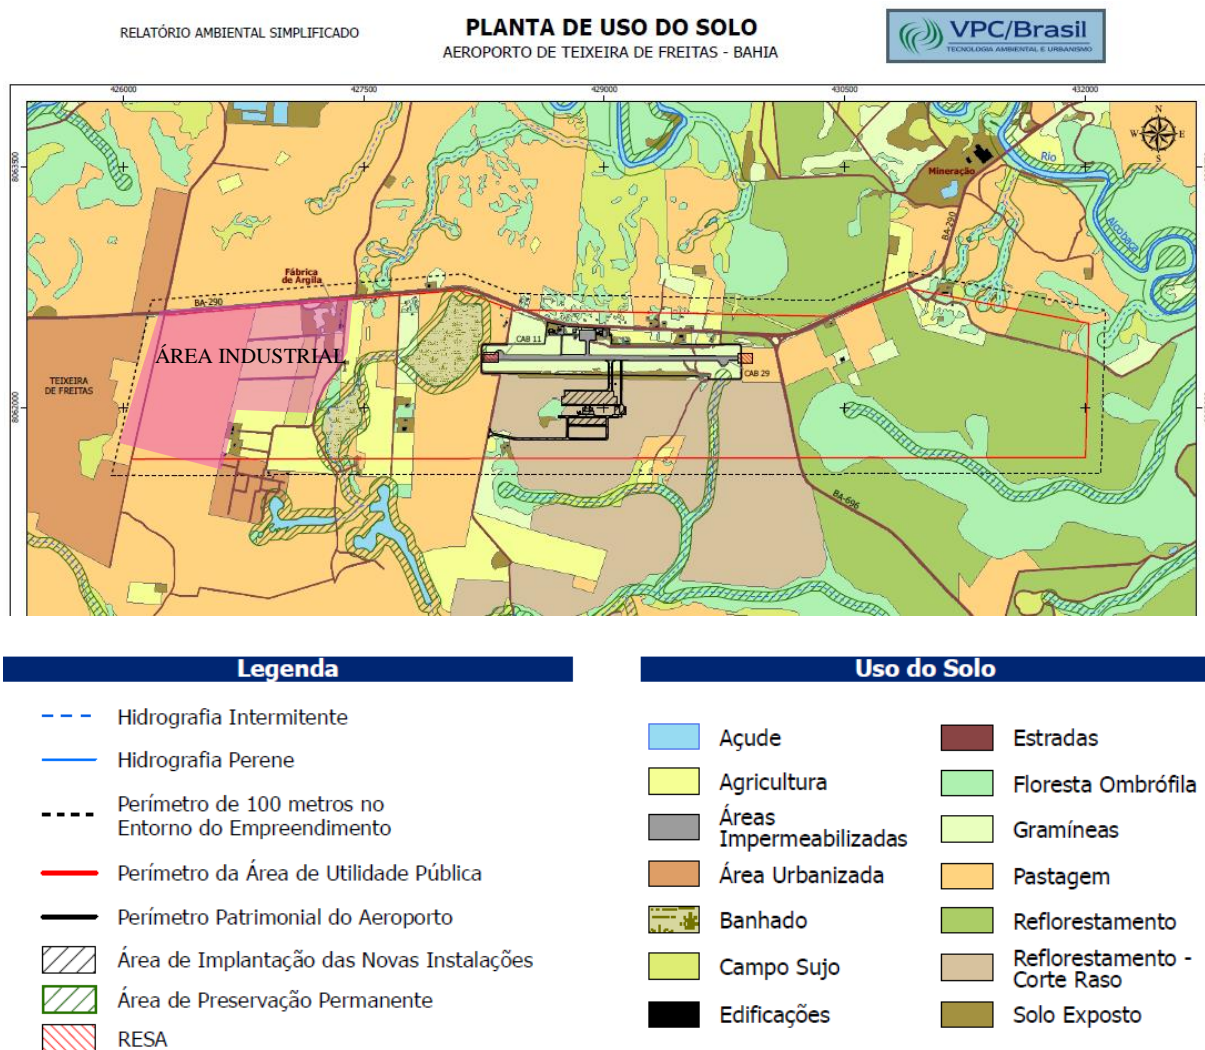 RELATÓRIO AMBIENTAL SIMPLIFICADO
PLANTA DE USO DO SOLO
AEROPORTO DE TEIXEIRA DE FREITAS - BAHIA
VPC/Brasil
TECNOLOGIA AMBIENTAL E URBANISMO
426000
427500
429000
430500
432000
N
W E
S
8063500
Rio
Mineração
Alcobaça
BA-290
Fábrica
de Argila
BA-290
CAB 11
ÁREA INDUSTRIAL
CAB 29
TEIXEIRA
DE FREITAS
8062000
BA-696
Legenda
Hidrografia Intermitente
Hidrografia Perene
Perímetro de 100 metros no
Entorno do Empreendimento
Perímetro da Área de Utilidade Pública
Perímetro Patrimonial do Aeroporto
Área de Implantação das Novas Instalações
Área de Preservação Permanente
RESA
Uso do Solo
Açude
Agricultura
Áreas
Impermeabilizadas
Área Urbanizada
Banhado
Campo Sujo
Edificações
Estradas
Floresta Ombrófila
Gramíneas
Pastagem
Reflorestamento
Reflorestamento -
Corte Raso
Solo Exposto